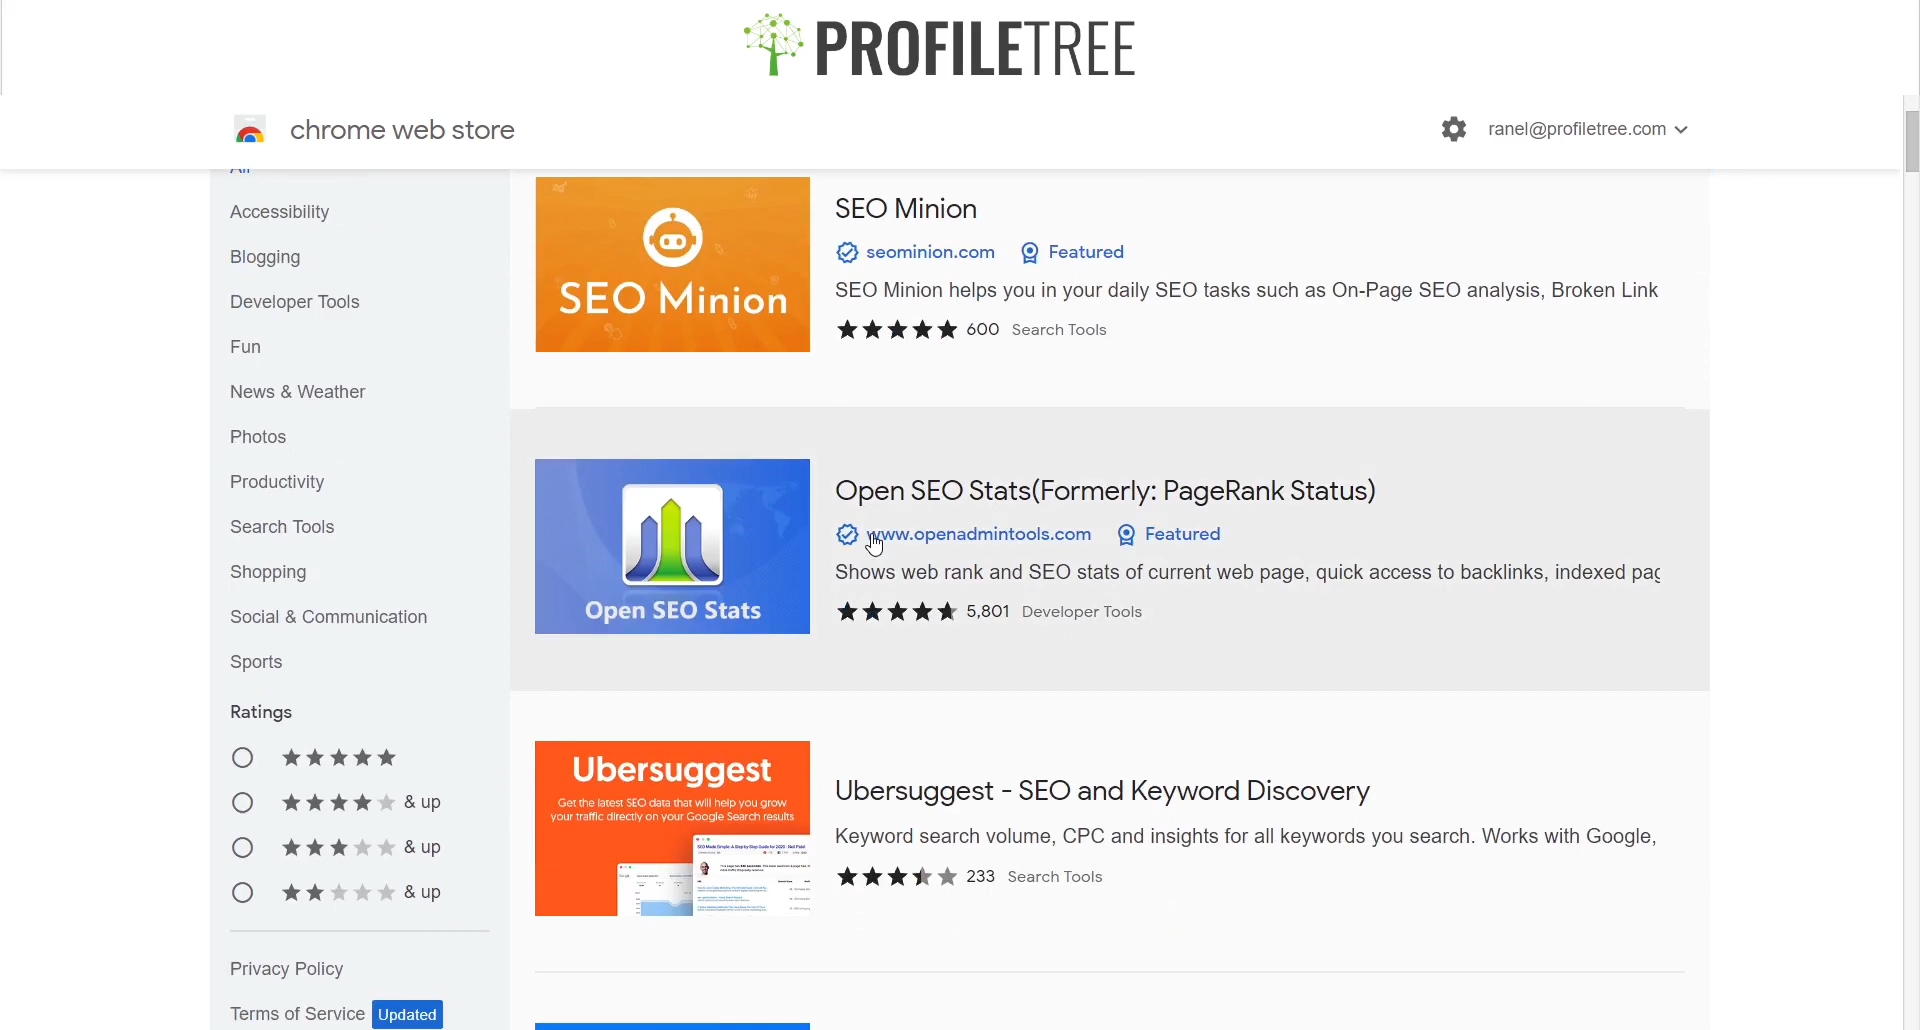 PROFILETREE
chrome web store
ranel@profiletree.com
All
Accessibility
Blogging
Developer Tools
Fun
News & Weather
Photos
Productivity
Search Tools
Shopping
Social & Communication
Sports
Ratings
& up
& up
& up
Privacy Policy
Terms of Service Updated
SEO Minion
SEO Minion
seominion.com Featured
SEO Minion helps you in your daily SEO tasks such as On-Page SEO analysis, Broken Link
600 Search Tools
Open SEO Stats
Open SEO Stats(Formerly: PageRank Status)
www.openadmintools.com Featured
Shows web rank and SEO stats of current web page, quick access to backlinks, indexed pag
5,801 Developer Tools
Ubersuggest
Get the latest SEO data that will help you grow
your traffic directly on your Google Search results
Ubersuggest - SEO and Keyword Discovery
Keyword search volume, CPC and insights for all keywords you search. Works with Google,
233 Search Tools